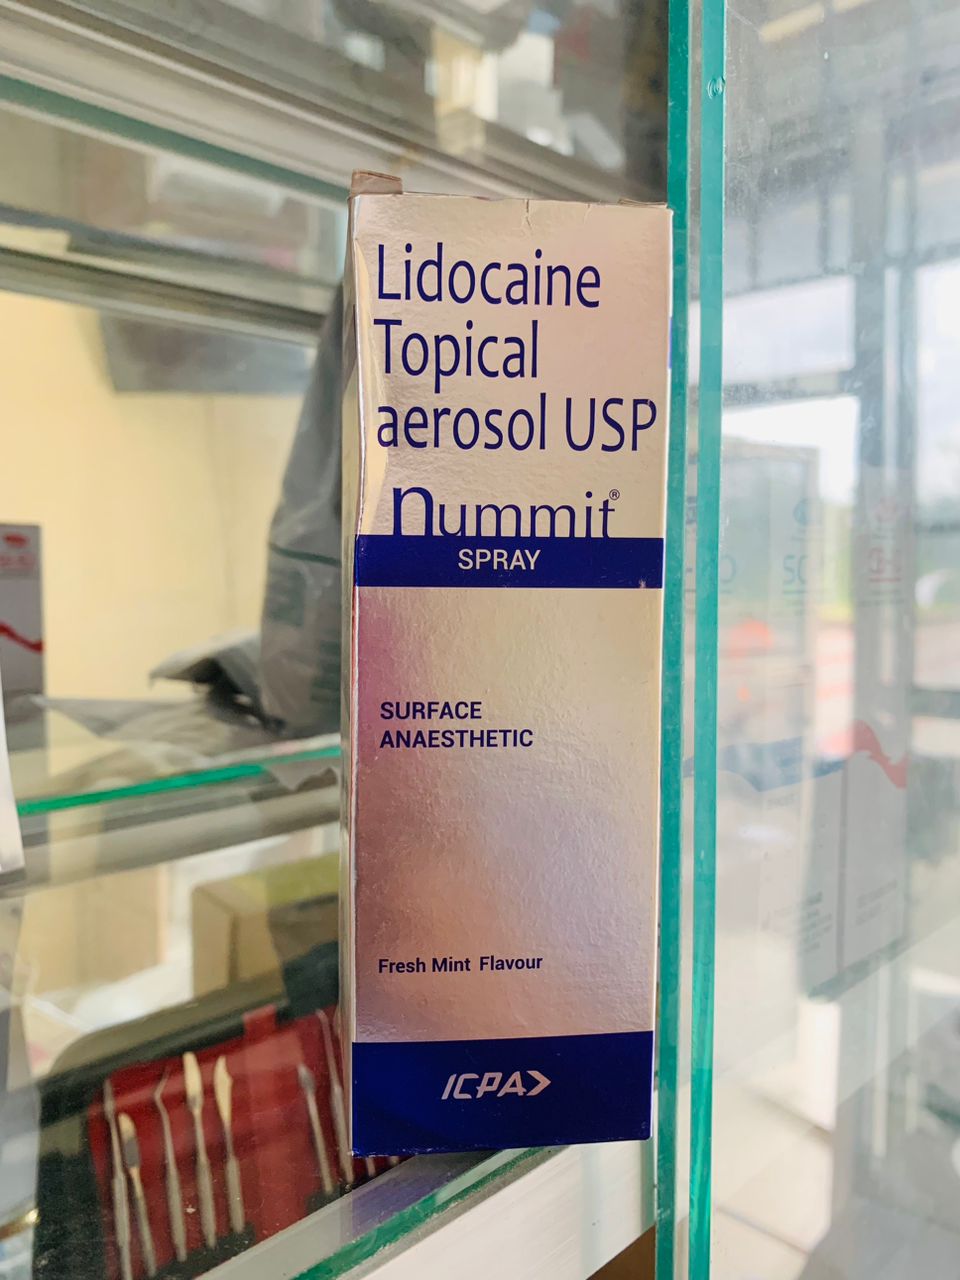 Lidocaine
Topical
aerosol USP
nummit®
SPRAY
SURFACE
ANAESTHETIC
Fresh Mint Flavour
ICPA